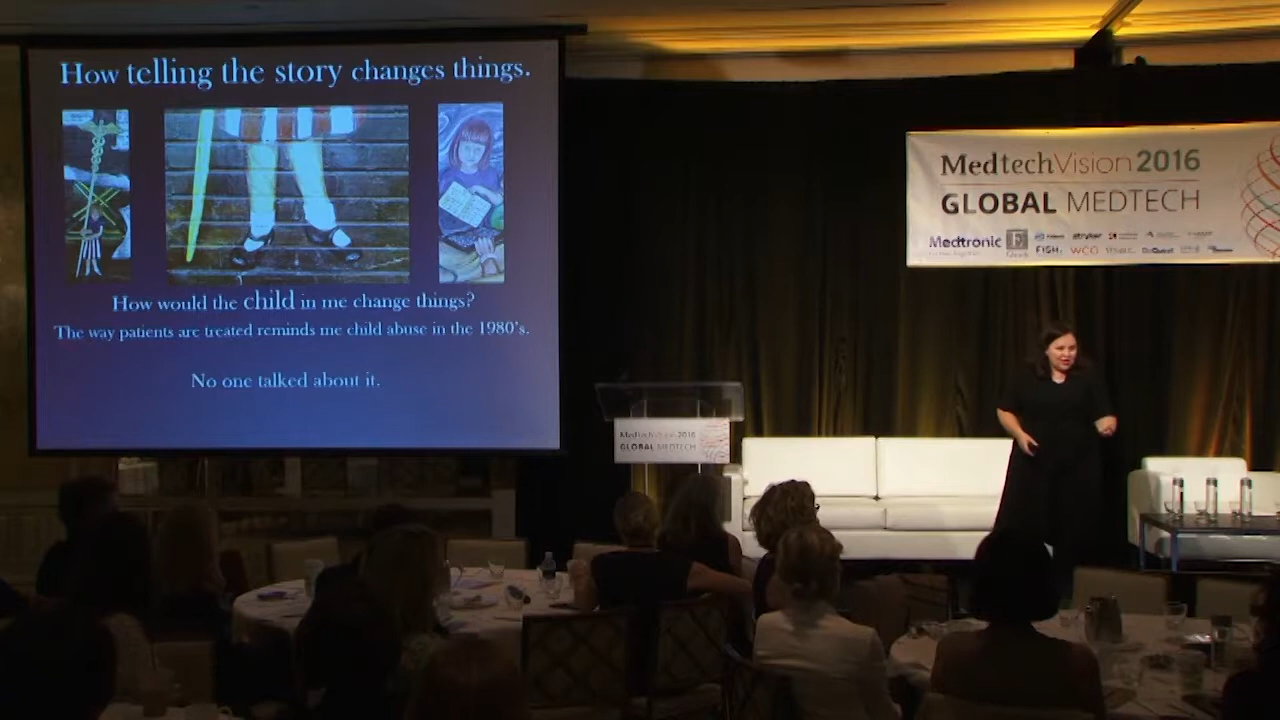 How telling the story changes things.
How would the child in me change things?
The way patients are treated reminds me child abuse in the 1980's.
No one talked about it.
MedtechVision 2016
GLOBAL MEDTECH
Medtronic
FISH.
WCG
MedtechVision 2016
GLOBAL MEDTECH